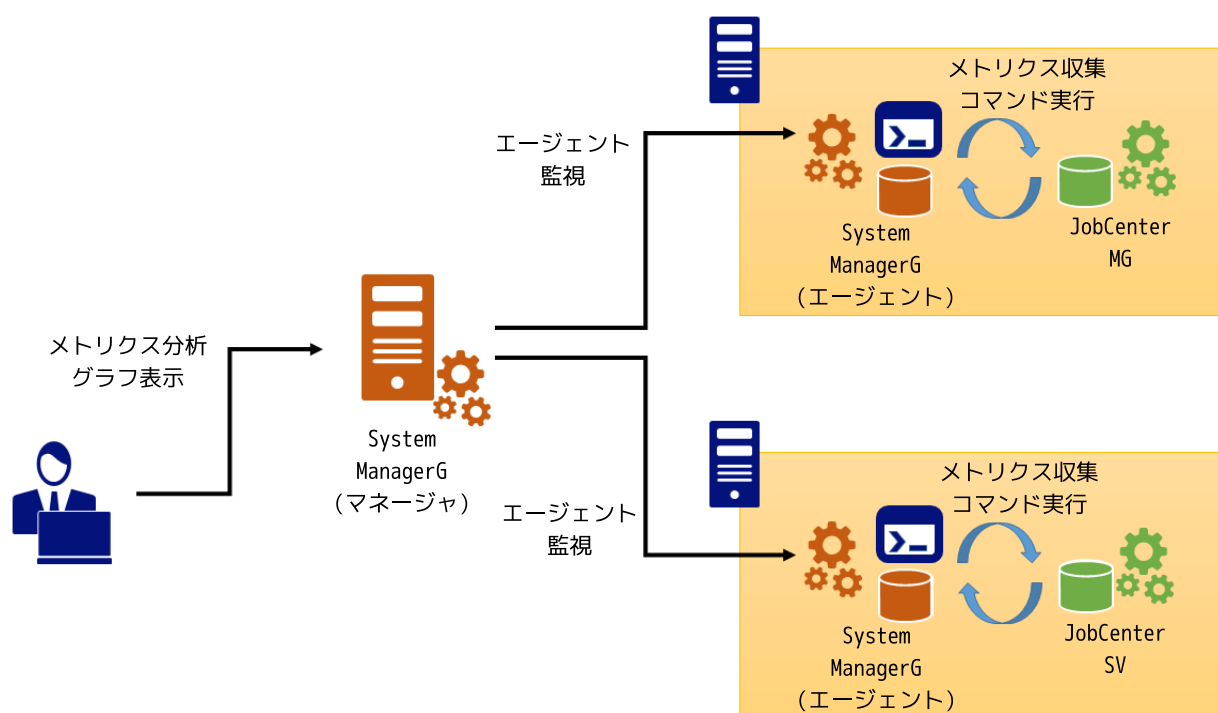 メトリクス収集
コマンド実行
エージェント
監視
System
ManagerG
(エージェント)
JobCenter
MG
メトリクス分析
グラフ表示
System
ManagerG
(マネージャ)
エージェント
監視
メトリクス収集
コマンド実行
System
ManagerG
(エージェント)
JobCenter
SV